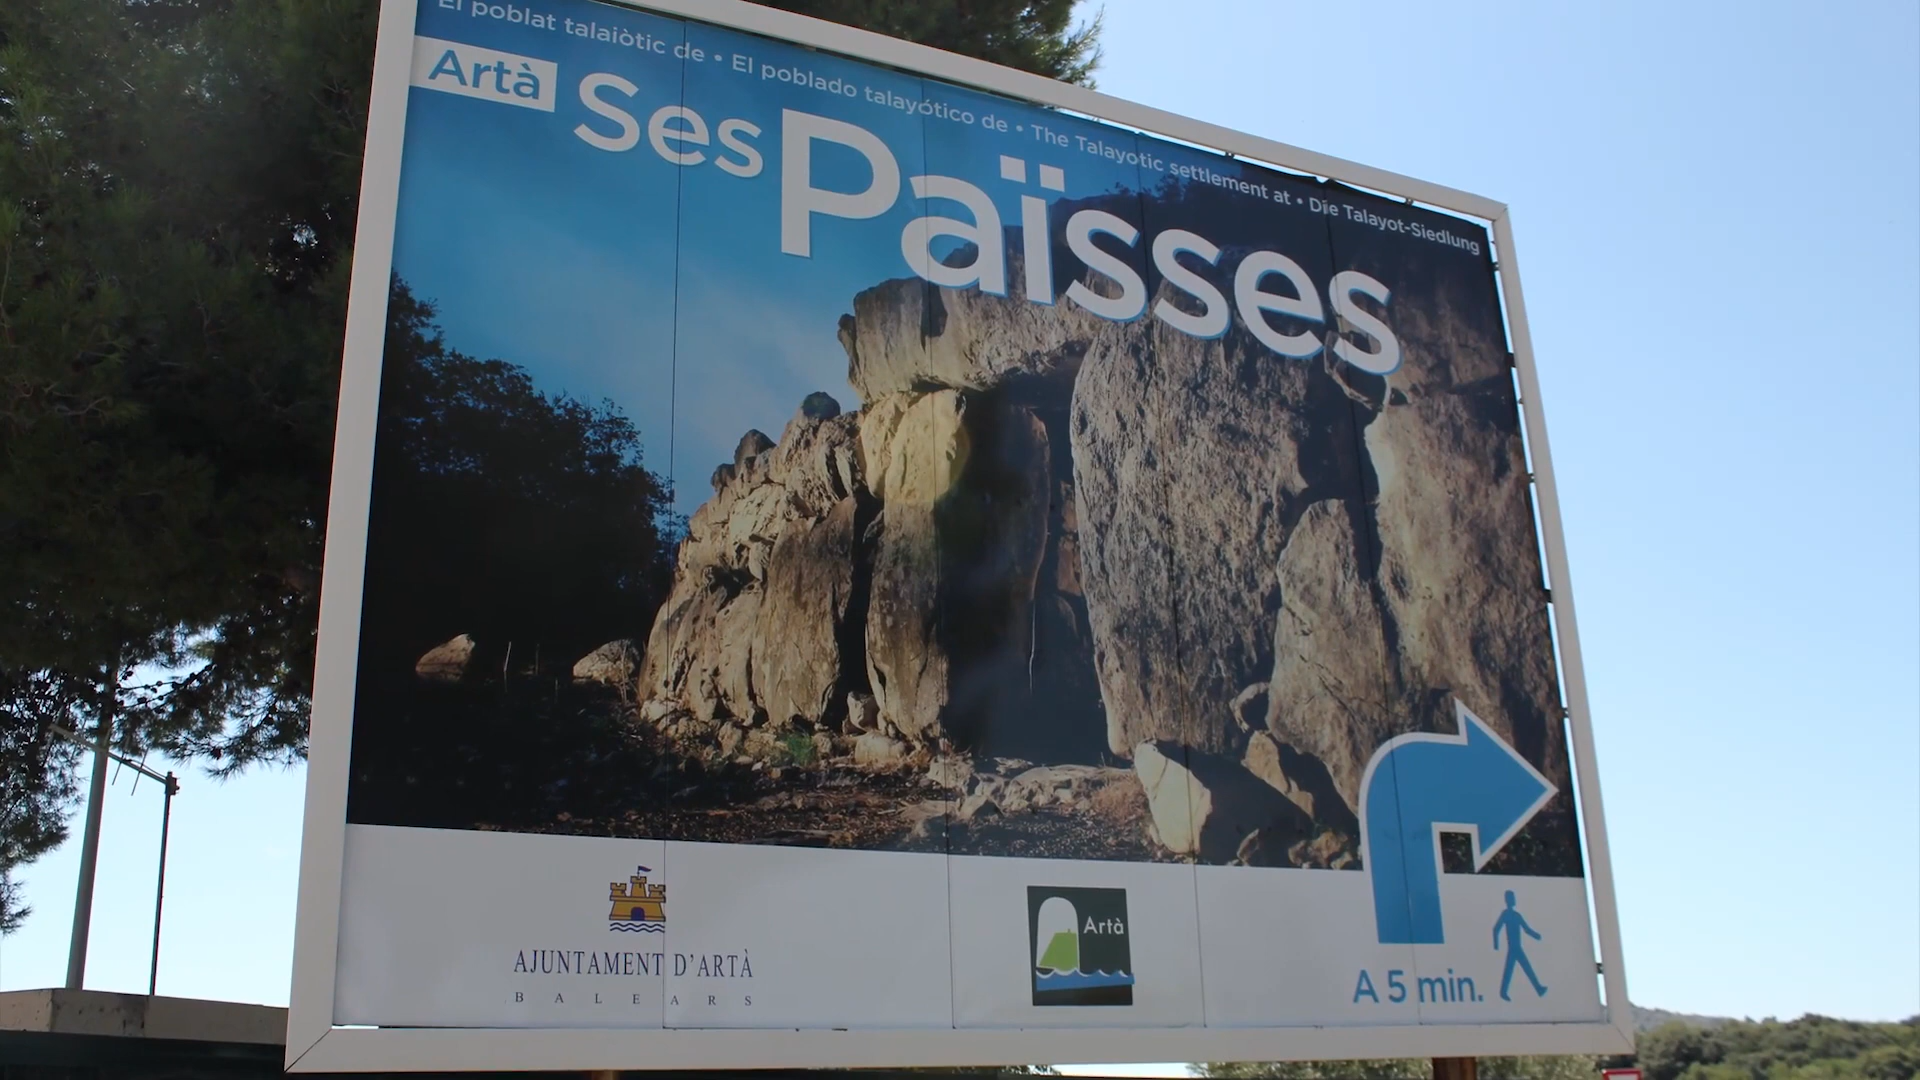 El poblat talaiòtic de • El poblado talayótico de • The Talayotic settlement at • Die Talayot-Siedlung
Artà
Ses Païsses
AJUNTAMENT D'ARTÀ
BALEARS
Artà
A 5 min.